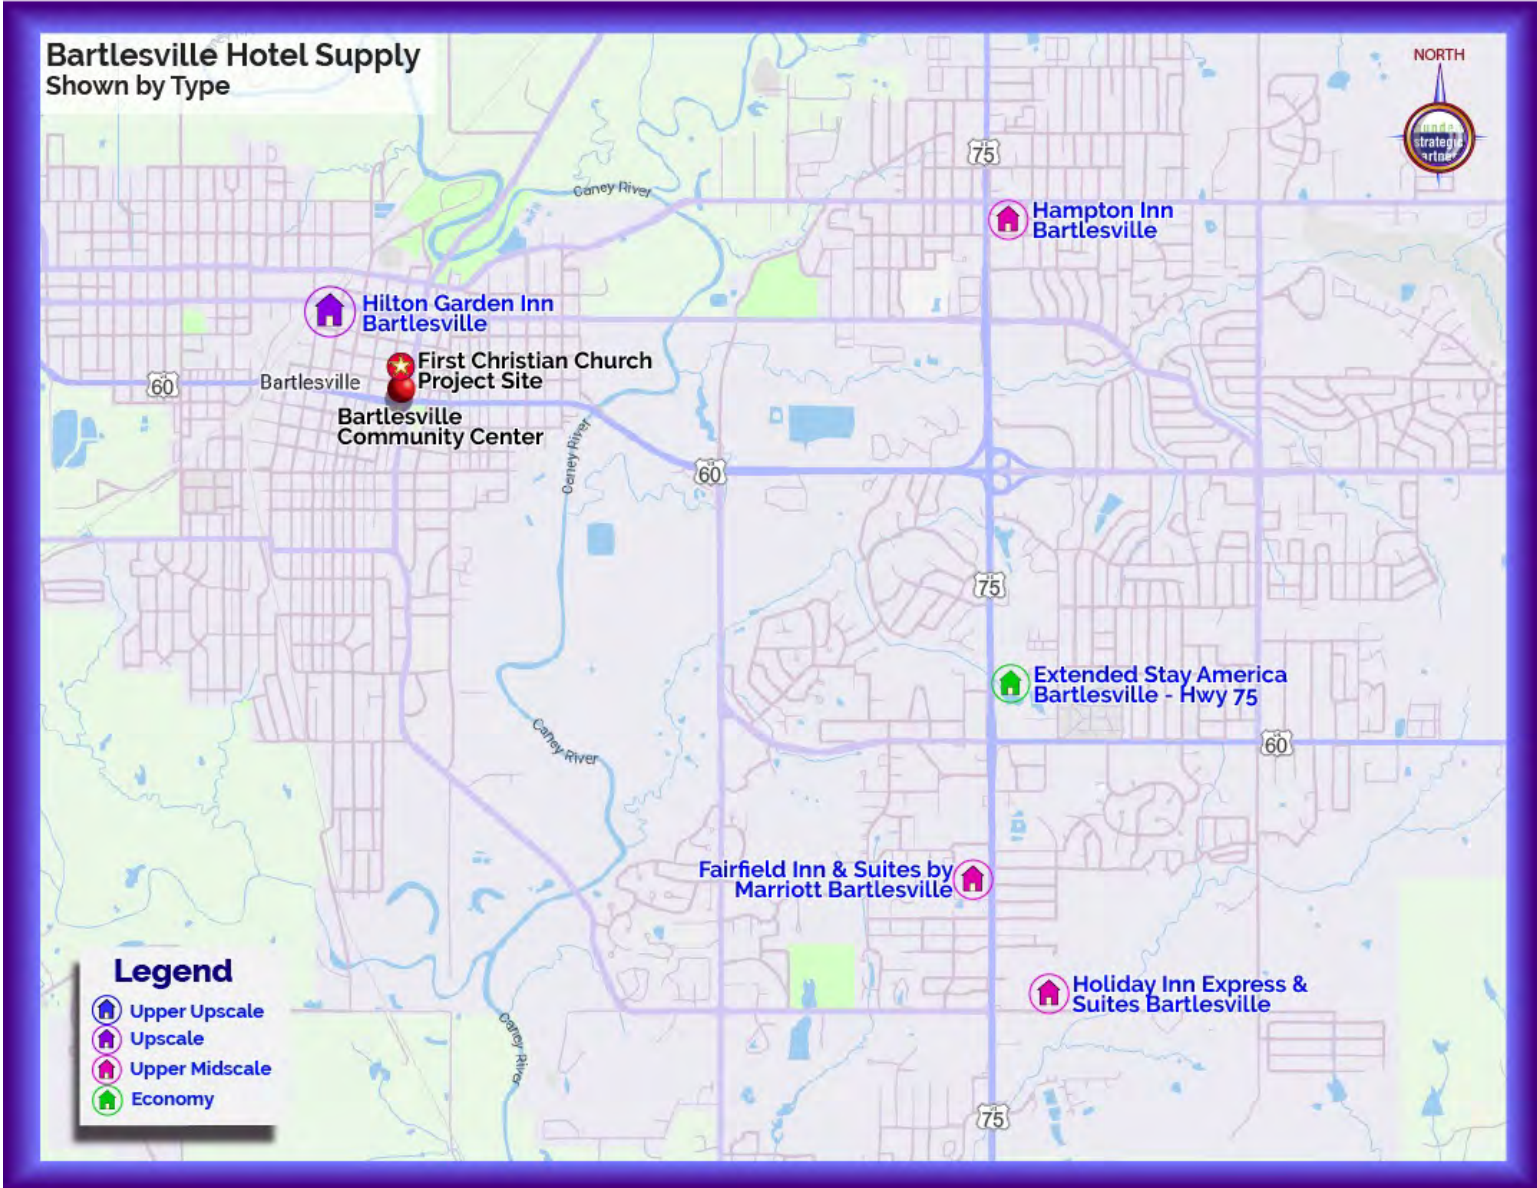 Bartlesville Hotel Supply
Shown by Type
NORTH
strategic
75
Caney River
Hampton Inn
Bartlesville
Hilton Garden Inn
Bartlesville
First Christian Church
Project Site
60
Bartlesville
Bartlesville
Community Center
Caney River
60
75
Extended Stay America
Bartlesville - Hwy 75
Caney River
60
Fairfield Inn & Suites by
Marriott Bartlesville
Holiday Inn Express &
Suites Bartlesville
Caney River
75
Legend
Upper Upscale
Upscale
Upper Midscale
Economy